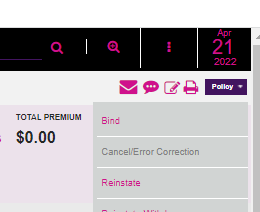 Apr
21
2022
Policy
TOTAL PREMIUM
$0.00
Bind
Cancel/Error Correction
Reinstate